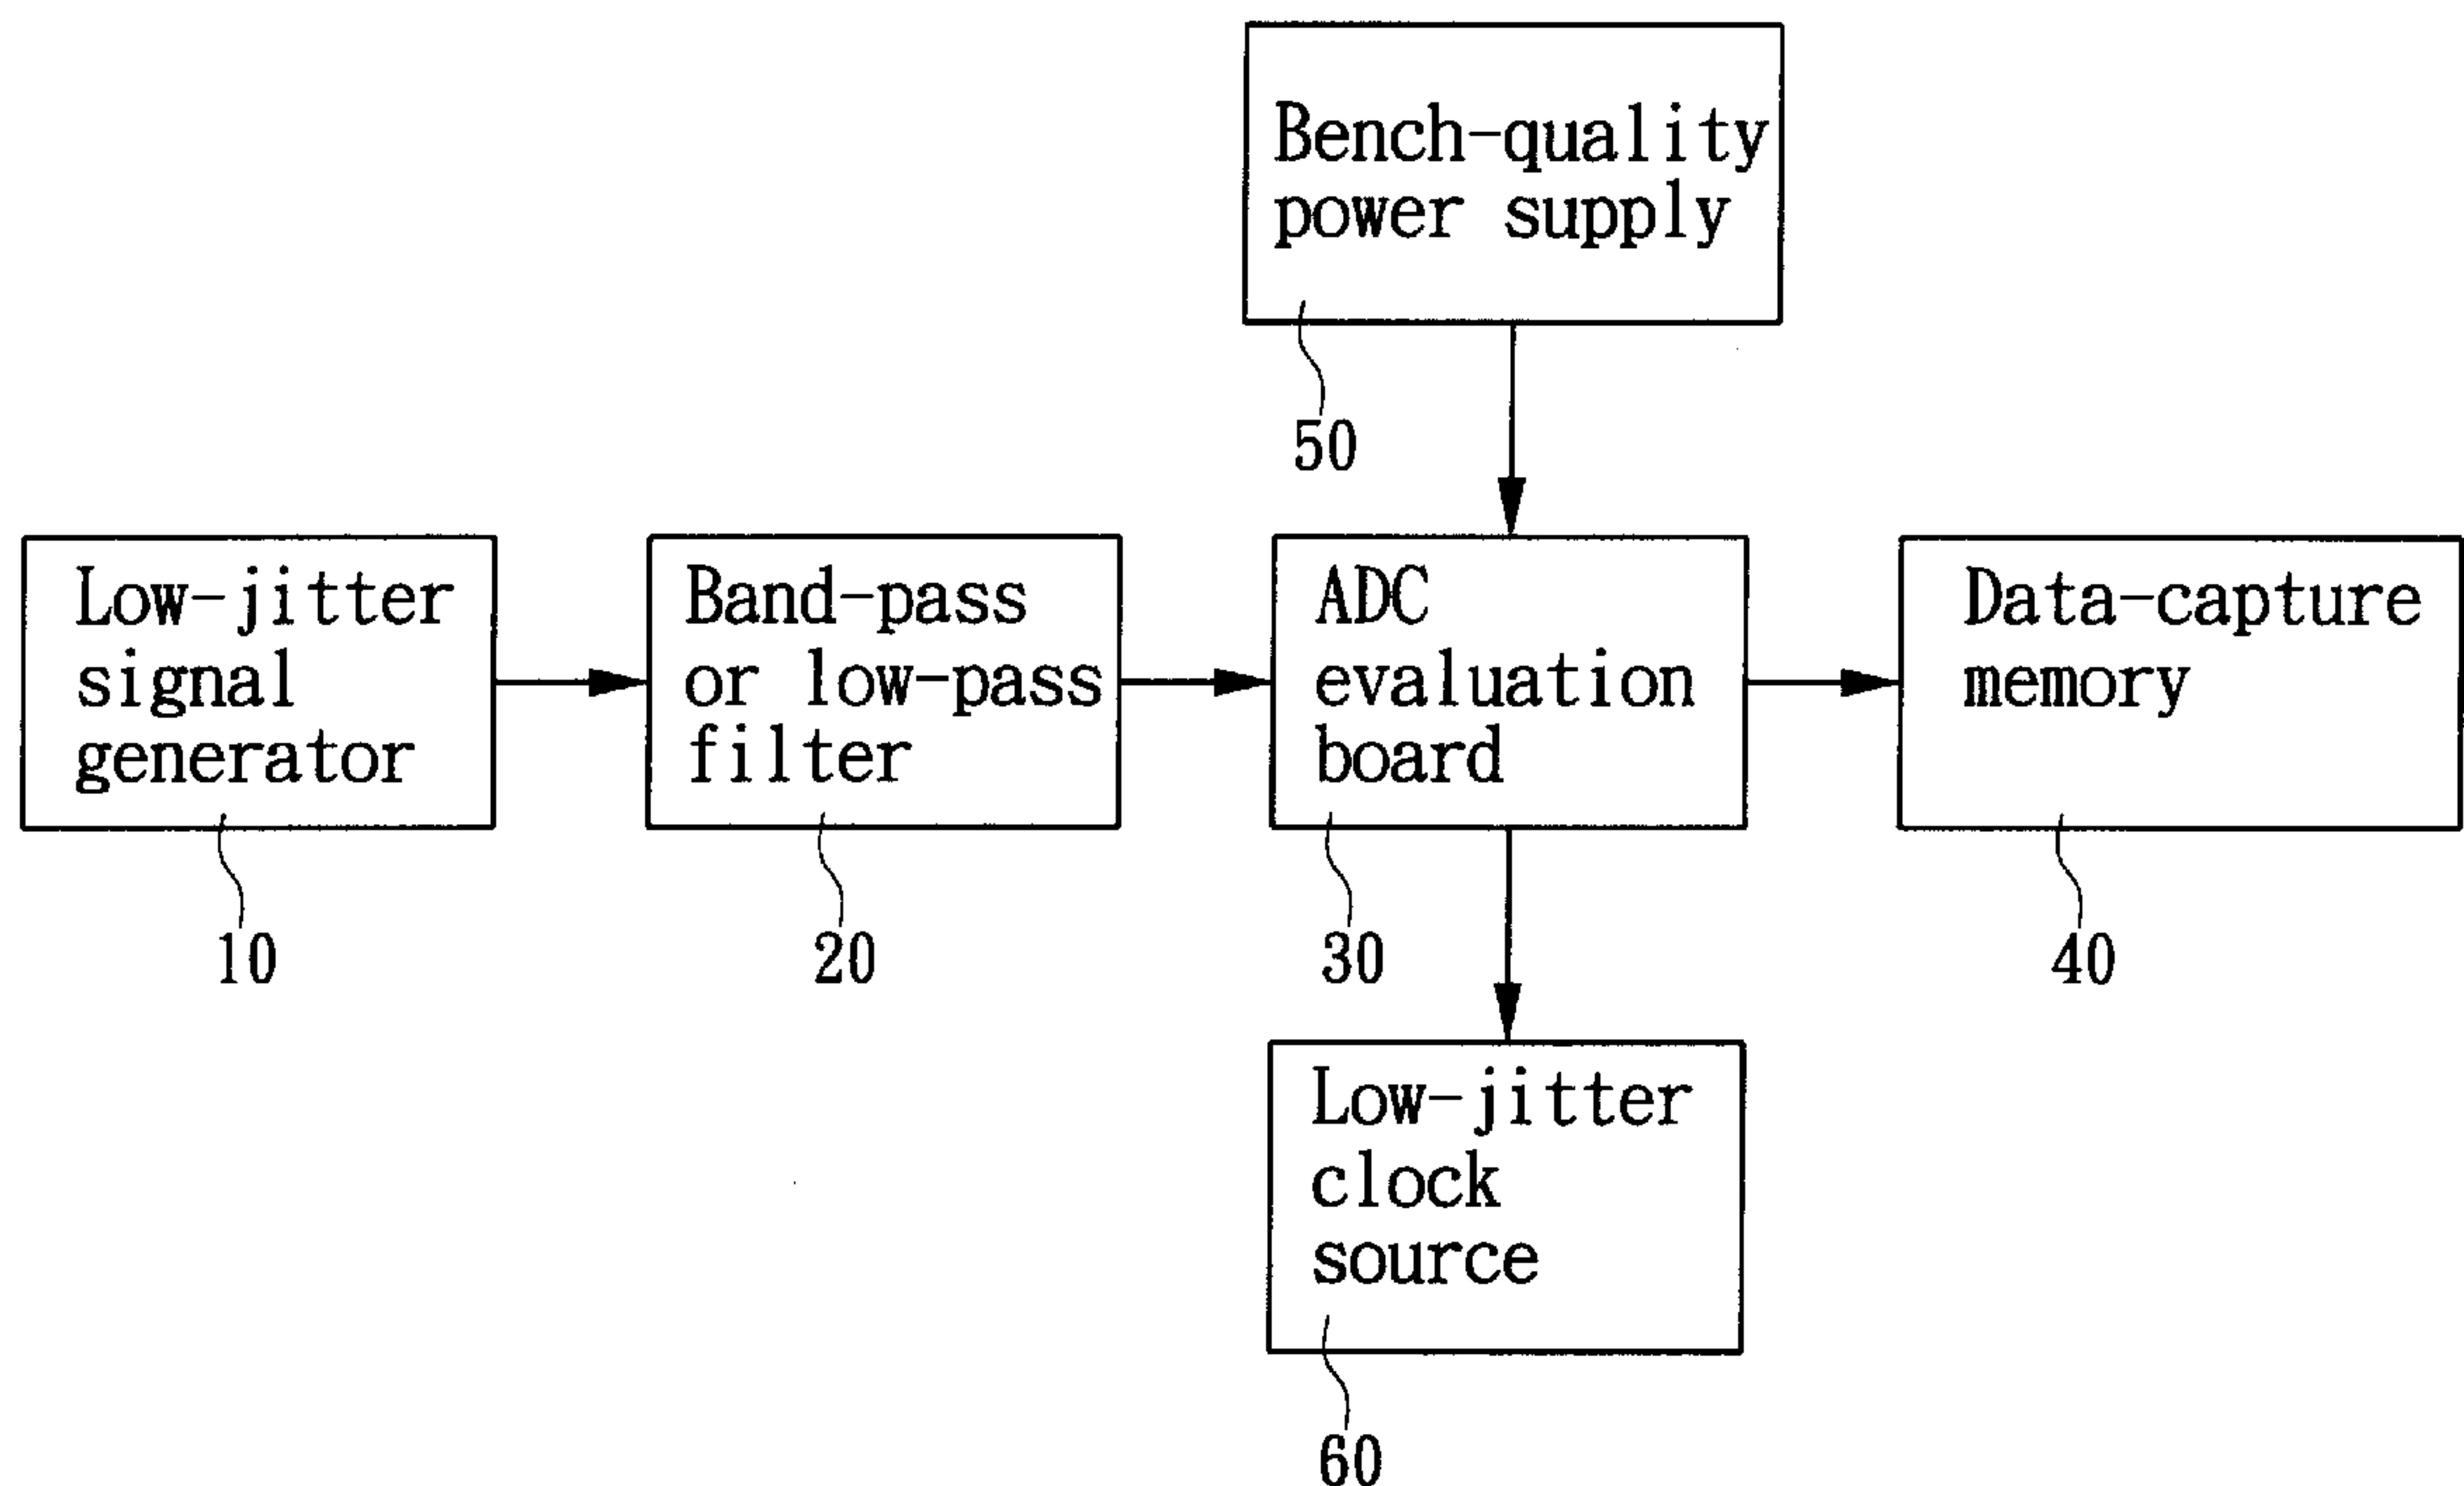 Bench-quality
power supply
50
Low-jitter
signal
generator
10
Band-pass
or low-pass
filter
20
ADC
evaluation
board
30
Data-capture
memory
40
Low-jitter
clock
source
60